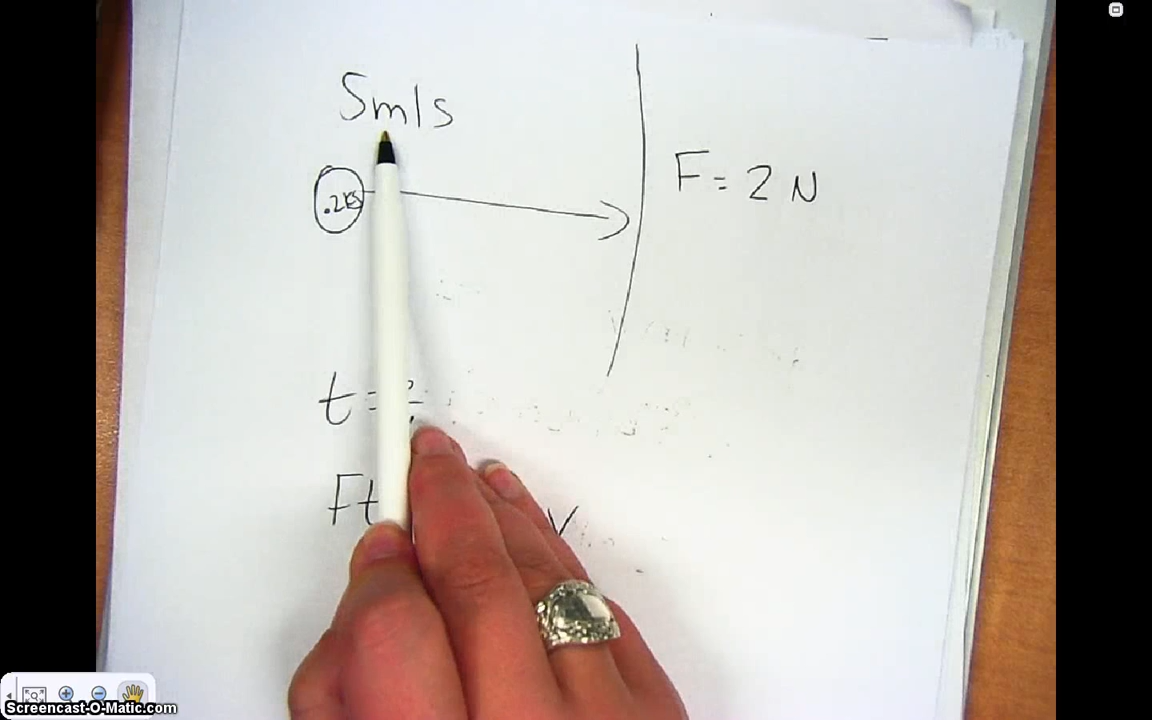 5m/s
.2kg
F = 2 N
t = ?
Ft
V
Screencast-O-Matic.com